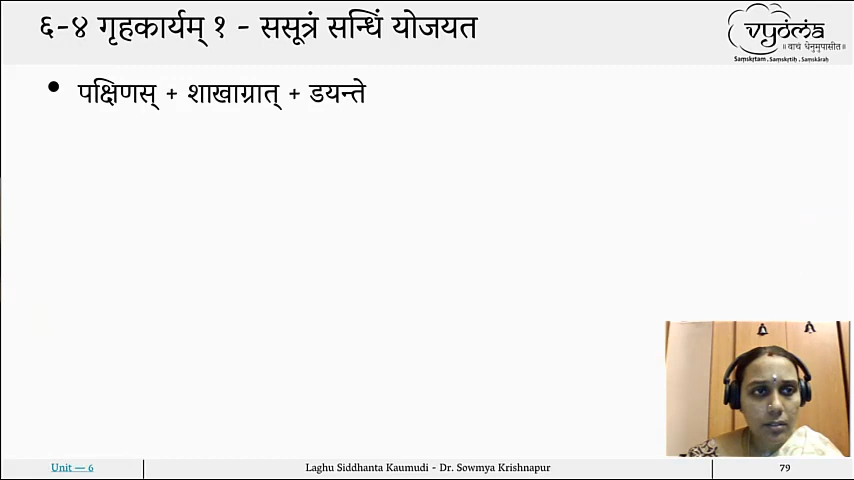 ६-४ गृहकार्यम् १ - ससूत्रं सन्धिं योजयत
vyoma
॥ वाचं धेनुमुपासीत॥
Saṃskṛtam . Saṃskṛtiḥ . Saṃskāraḥ
• पक्षिणस् + शाखाग्रात् + डयन्ते
Unit — 6
Laghu Siddhanta Kaumudi - Dr. Sowmya Krishnapur
79